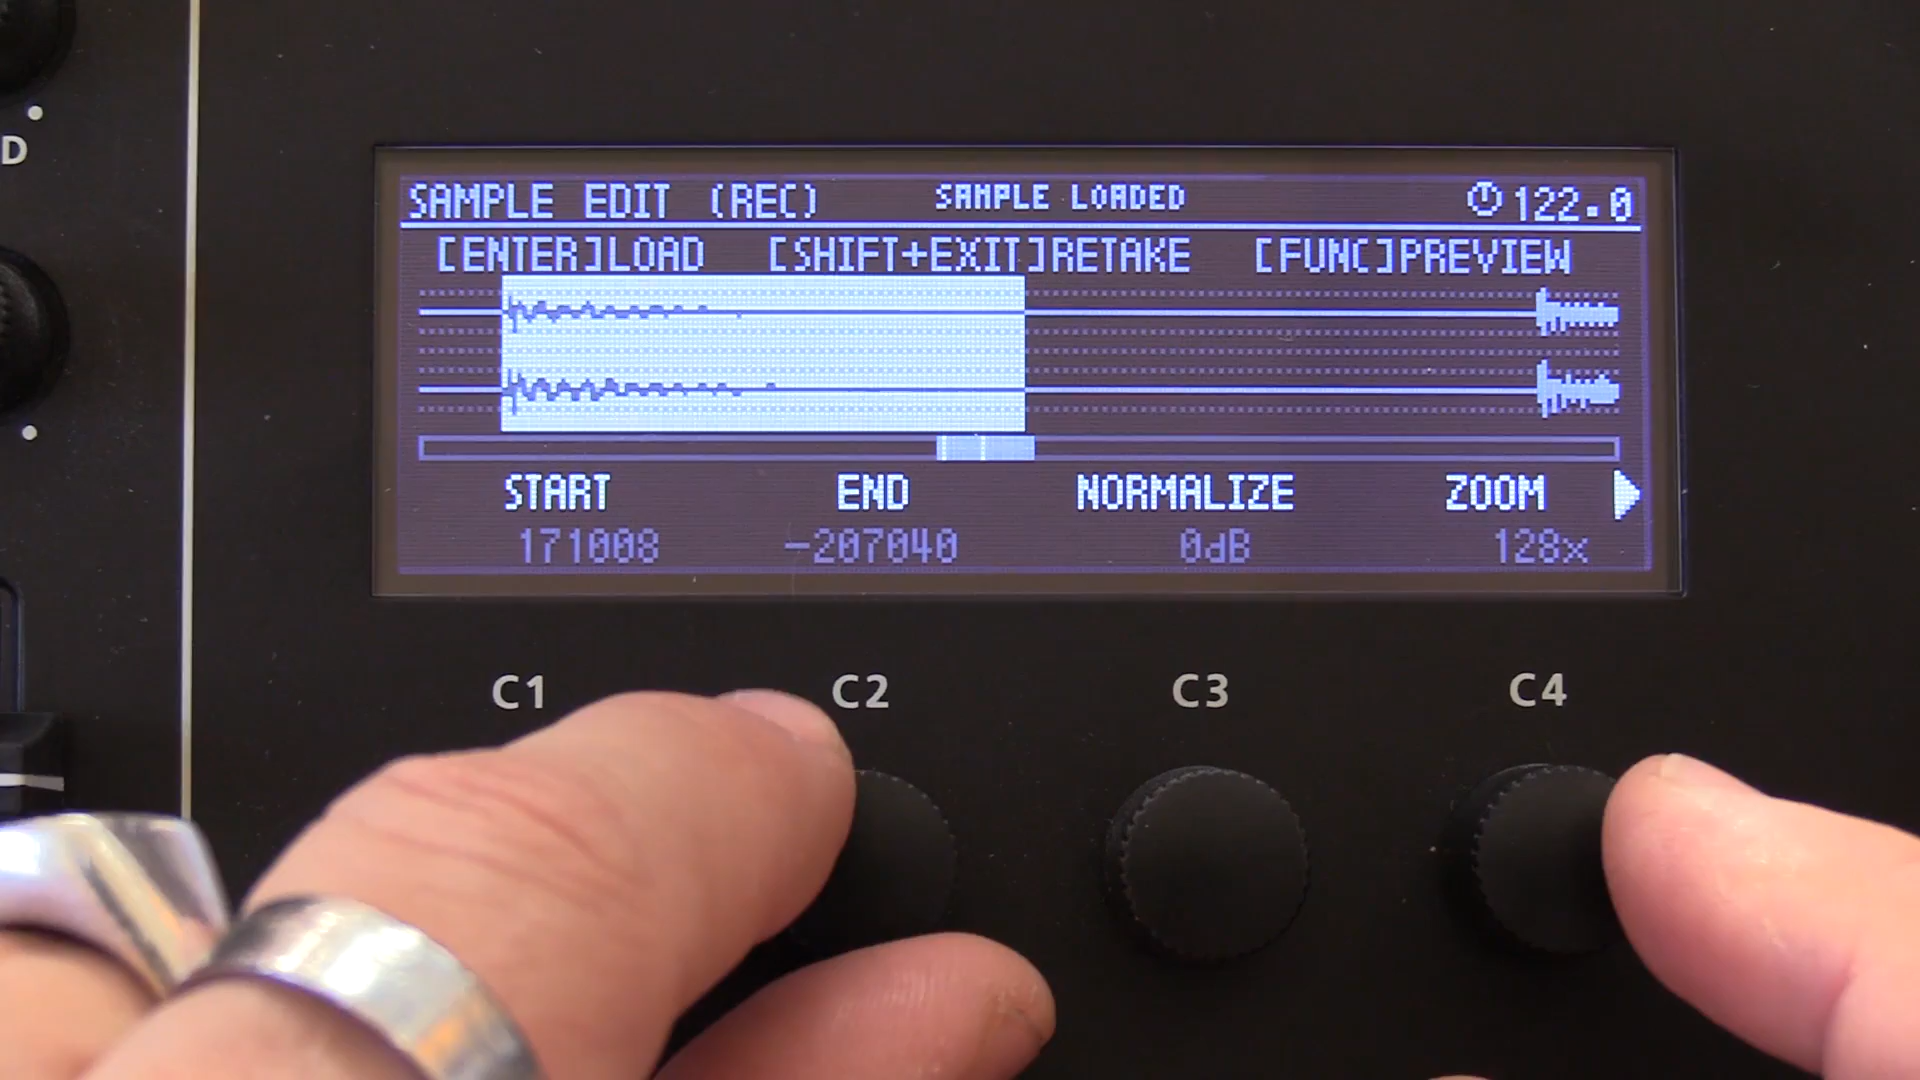 D
SAMPLE EDIT (REC) SAMPLE LOADED 122.0
[ENTER]LOAD [SHIFT+EXIT]RETAKE [FUNC]PREVIEW
START END NORMALIZE ZOOM
171008 -207040 0dB 128x
C1 C2 C3 C4